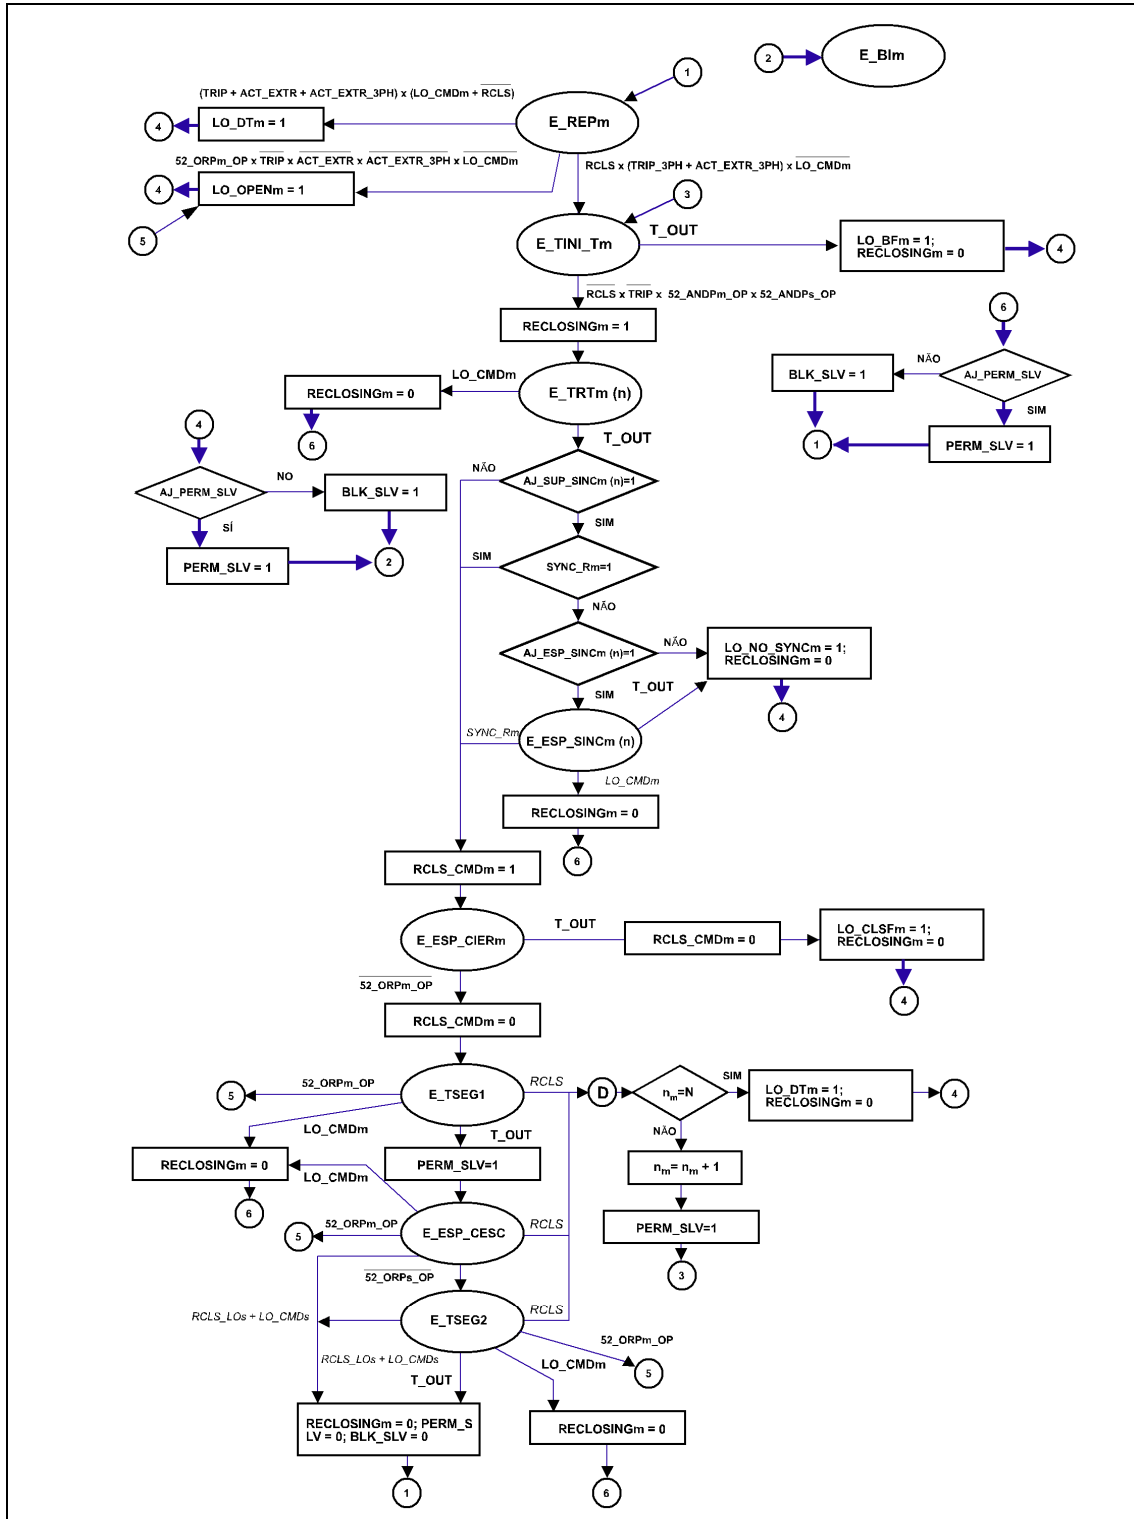 2
E_BIm
1
(TRIP + ACT_EXTR + ACT_EXTR_3PH) x (LO_CMDm + RCLS)
E_REPm
4
LO_DTm = 1
52_ORPm_OP x TRIP x ACT_EXTR x ACT_EXTR_3PH x LO_CMDm
RCLS x (TRIP_3PH + ACT_EXTR_3PH) x LO_CMDm
4
LO_OPENm = 1
3
5
E_TINI_Tm
T_OUT
LO_BFm = 1;
RECLOSINGm = 0
4
RCLS x TRIP x 52_ANDPm_OP x 52_ANDPs_OP
6
RECLOSINGm = 1
NÃO
AJ_PERM_SLV
BLK_SLV = 1
LO_CMDm
RECLOSINGm = 0
E_TRTm (n)
SIM
4
6
T_OUT
1
PERM_SLV = 1
NÃO
AJ_SUP_SINCm (n)=1
NO
AJ_PERM_SLV
BLK_SLV = 1
SÍ
SIM
SIM
PERM_SLV = 1
2
SYNC_Rm=1
NÃO
NÃO
AJ_ESP_SINCm (n)=1
LO_NO_SYNCm = 1;
RECLOSINGm = 0
T_OUT
SIM
4
SYNC_Rm
E_ESP_SINCm (n)
LO_CMDm
RECLOSINGm = 0
6
RCLS_CMDm = 1
T_OUT
E_ESP_CIERm
RCLS_CMDm = 0
LO_CLSFm = 1;
RECLOSINGm = 0
52_ORPm_OP
4
RCLS_CMDm = 0
52_ORPm_OP
RCLS
SIM
5
E_TSEG1
D
nm=N
LO_DTm = 1;
RECLOSINGm = 0
4
LO_CMDm
T_OUT
NÃO
RECLOSINGm = 0
LO_CMDm
PERM_SLV=1
nm= nm + 1
6
52_ORPm_OP
RCLS
PERM_SLV=1
5
E_ESP_CESC
52_ORPs_OP
3
RCLS_LOs + LO_CMDs
E_TSEG2
RCLS
52_ORPm_OP
RCLS_LOs + LO_CMDs
LO_CMDm
5
T_OUT
RECLOSINGm = 0; PERM_S
LV = 0; BLK_SLV = 0
RECLOSINGm = 0
1
6